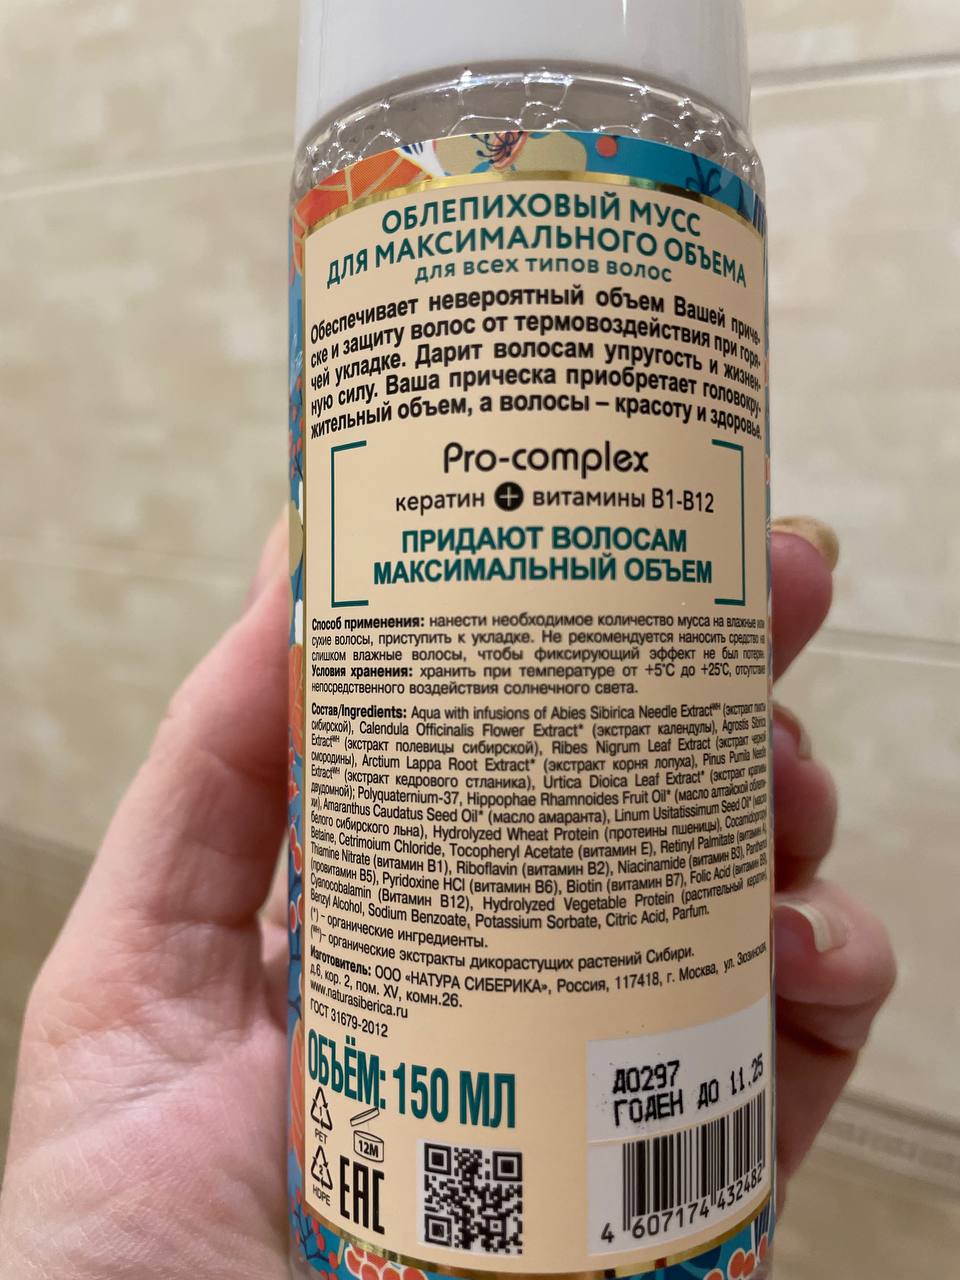 ОБЛЕПИХОВЫЙ МУСС
ДЛЯ МАКСИМАЛЬНОГО ОБЪЕМА
для всех типов волос
Обеспечивает невероятный объем Вашей приче-
ске и защиту волос от термовоздействия при горя-
чей укладке. Дарит волосам упругость и жизнен-
ную силу. Ваша прическа приобретает головокру-
жительный объем, а волосы – красоту и здоровье.
Pro-complex
кератин + витамины B1-B12
ПРИДАЮТ ВОЛОСАМ
МАКСИМАЛЬНЫЙ ОБЪЕМ
Способ применения: нанести необходимое количество мусса на влажные или
сухие волосы, приступить к укладке. Не рекомендуется наносить средство на
слишком влажные волосы, чтобы фиксирующий эффект не был потерян.
Условия хранения: хранить при температуре от +5°C до +25°C, отсутствие
непосредственного воздействия солнечного света.
Состав/Ingredients: Aqua with infusions of Abies Sibirica Needle Extractᵂᴴ (экстракт пихты
сибирской), Calendula Officinalis Flower Extract* (экстракт календулы), Agrostis Sibirica
Extractᵂᴴ (экстракт полевицы сибирской), Ribes Nigrum Leaf Extract (экстракт черной
смородины), Arctium Lappa Root Extract* (экстракт корня лопуха), Pinus Pumila Needle
Extractᵂᴴ (экстракт кедрового стланика), Urtica Dioica Leaf Extract* (экстракт крапивы
двудомной); Polyquaternium-37, Hippophae Rhamnoides Fruit Oil* (масло алтайской облепи-
хи), Amaranthus Caudatus Seed Oil* (масло амаранта), Linum Usitatissimum Seed Oil* (масло
белого сибирского льна), Hydrolyzed Wheat Protein (протеины пшеницы), Cocamidopropyl
Betaine, Cetrimoium Chloride, Tocopheryl Acetate (витамин E), Retinyl Palmitate (витамин A),
Thiamine Nitrate (витамин B1), Riboflavin (витамин B2), Niacinamide (витамин B3), Panthenol
(провитамин B5), Pyridoxine HCI (витамин B6), Biotin (витамин B7), Folic Acid (витамин B9),
Cyanocobalamin (Витамин B12), Hydrolyzed Vegetable Protein (растительный кератин),
Benzyl Alcohol, Sodium Benzoate, Potassium Sorbate, Citric Acid, Parfum.
(*) – органические ингредиенты.
(ᵂᴴ)– органические экстракты дикорастущих растений Сибири.
Изготовитель: ООО «НАТУРА СИБЕРИКА», Россия, 117418, г. Москва, ул. Зюзинская,
д.6, кор. 2, пом. XV, комн.26.
www.naturasiberica.ru
ГОСТ 31679-2012
ОБЪЁМ: 150 МЛ
Д0297
ГОДЕН ДО 11.25
1
PET
12M
2
HDPE
EAC
4 607174 432482